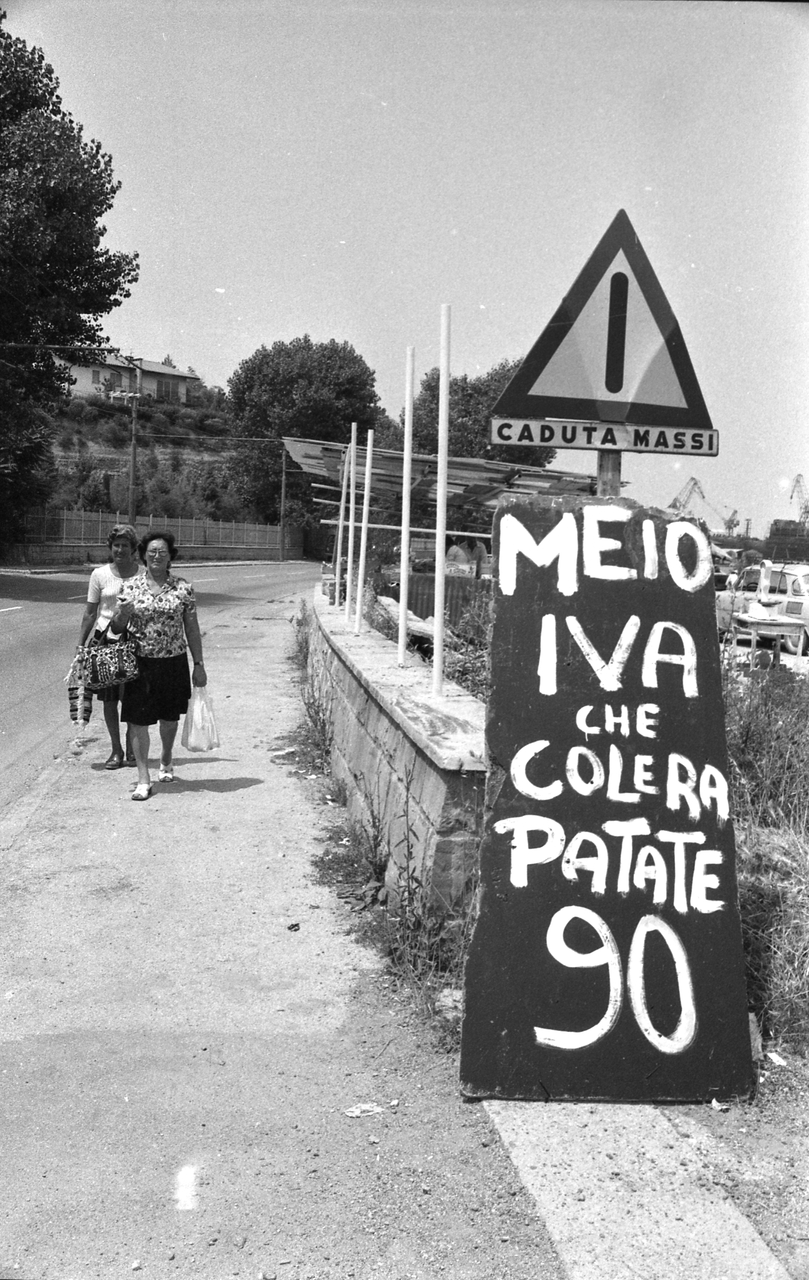 CADUTA MASSI
MEIO
IVA
CHE
COLERA
PATATE
90